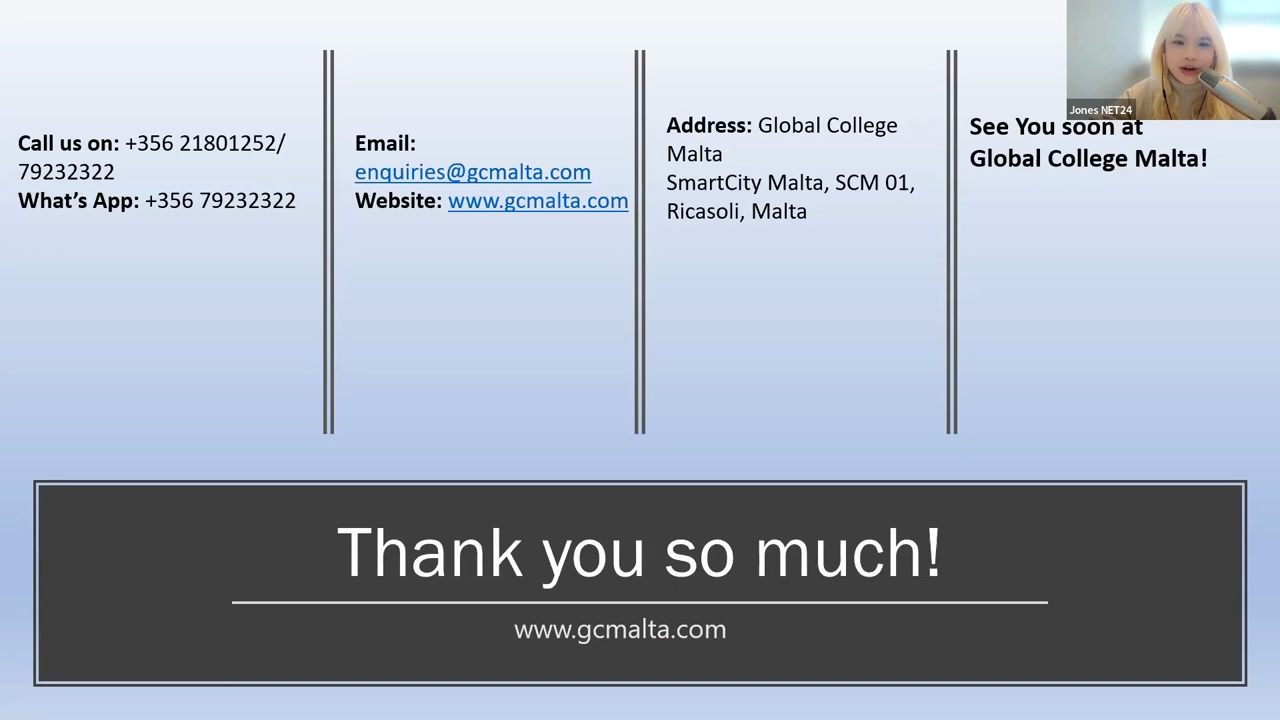 Call us on: +356 21801252/
79232322
What’s App: +356 79232322
Email:
enquiries@gcmalta.com
Website: www.gcmalta.com
Address: Global College
Malta
SmartCity Malta, SCM 01,
Ricasoli, Malta
See You soon at
Global College Malta!
Jones NET24
Thank you so much!
www.gcmalta.com